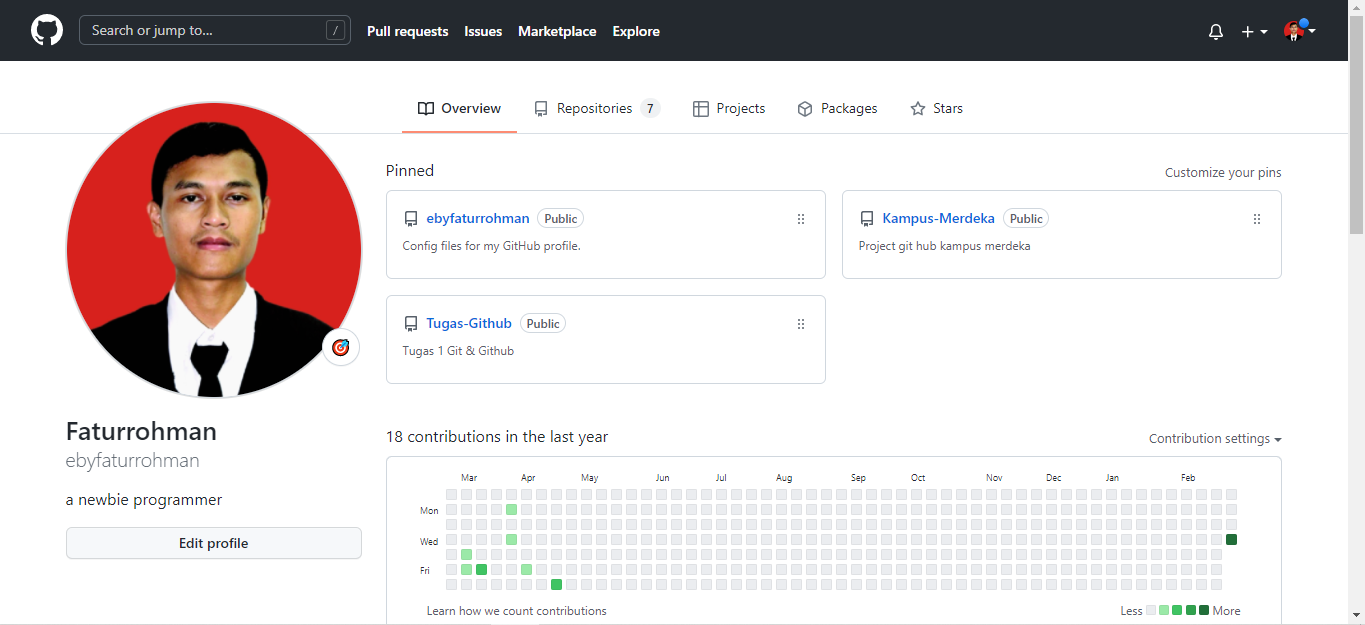 Search or jump to... / Pull requests Issues Marketplace Explore
Overview Repositories 7 Projects Packages Stars
Pinned Customize your pins
ebyfaturrohman Public
Config files for my GitHub profile.
Kampus-Merdeka Public
Project git hub kampus merdeka
Tugas-Github Public
Tugas 1 Git & Github
Faturrohman
ebyfaturrohman
a newbie programmer
Edit profile
18 contributions in the last year Contribution settings
Mar Apr May Jun Jul Aug Sep Oct Nov Dec Jan Feb
Mon
Wed
Fri
Learn how we count contributions Less More